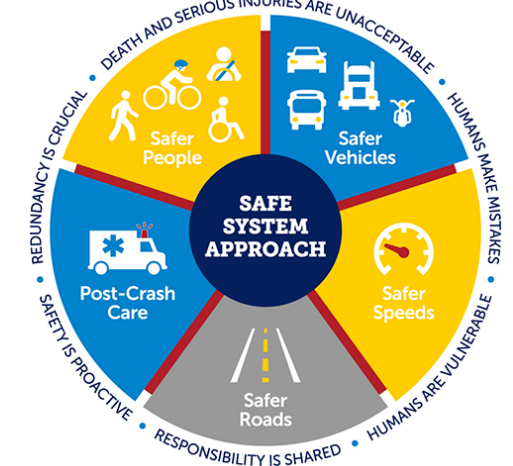 DEATH AND SERIOUS INJURIES ARE UNACCEPTABLE
HUMANS MAKE MISTAKES
HUMANS ARE VULNERABLE
RESPONSIBILITY IS SHARED
SAFETY IS PROACTIVE
REDUNDANCY IS CRUCIAL
Safer
People
Safer
Vehicles
SAFE
SYSTEM
APPROACH
Post-Crash
Care
Safer
Speeds
Safer
Roads